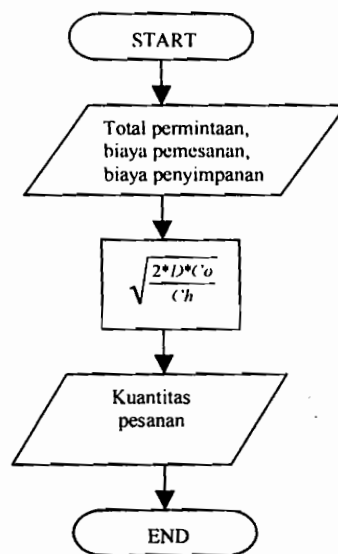 START
Total permintaan,
biaya pemesanan,
biaya penyimpanan
√(2*D*Co / Ch)
Kuantitas
pesanan
END